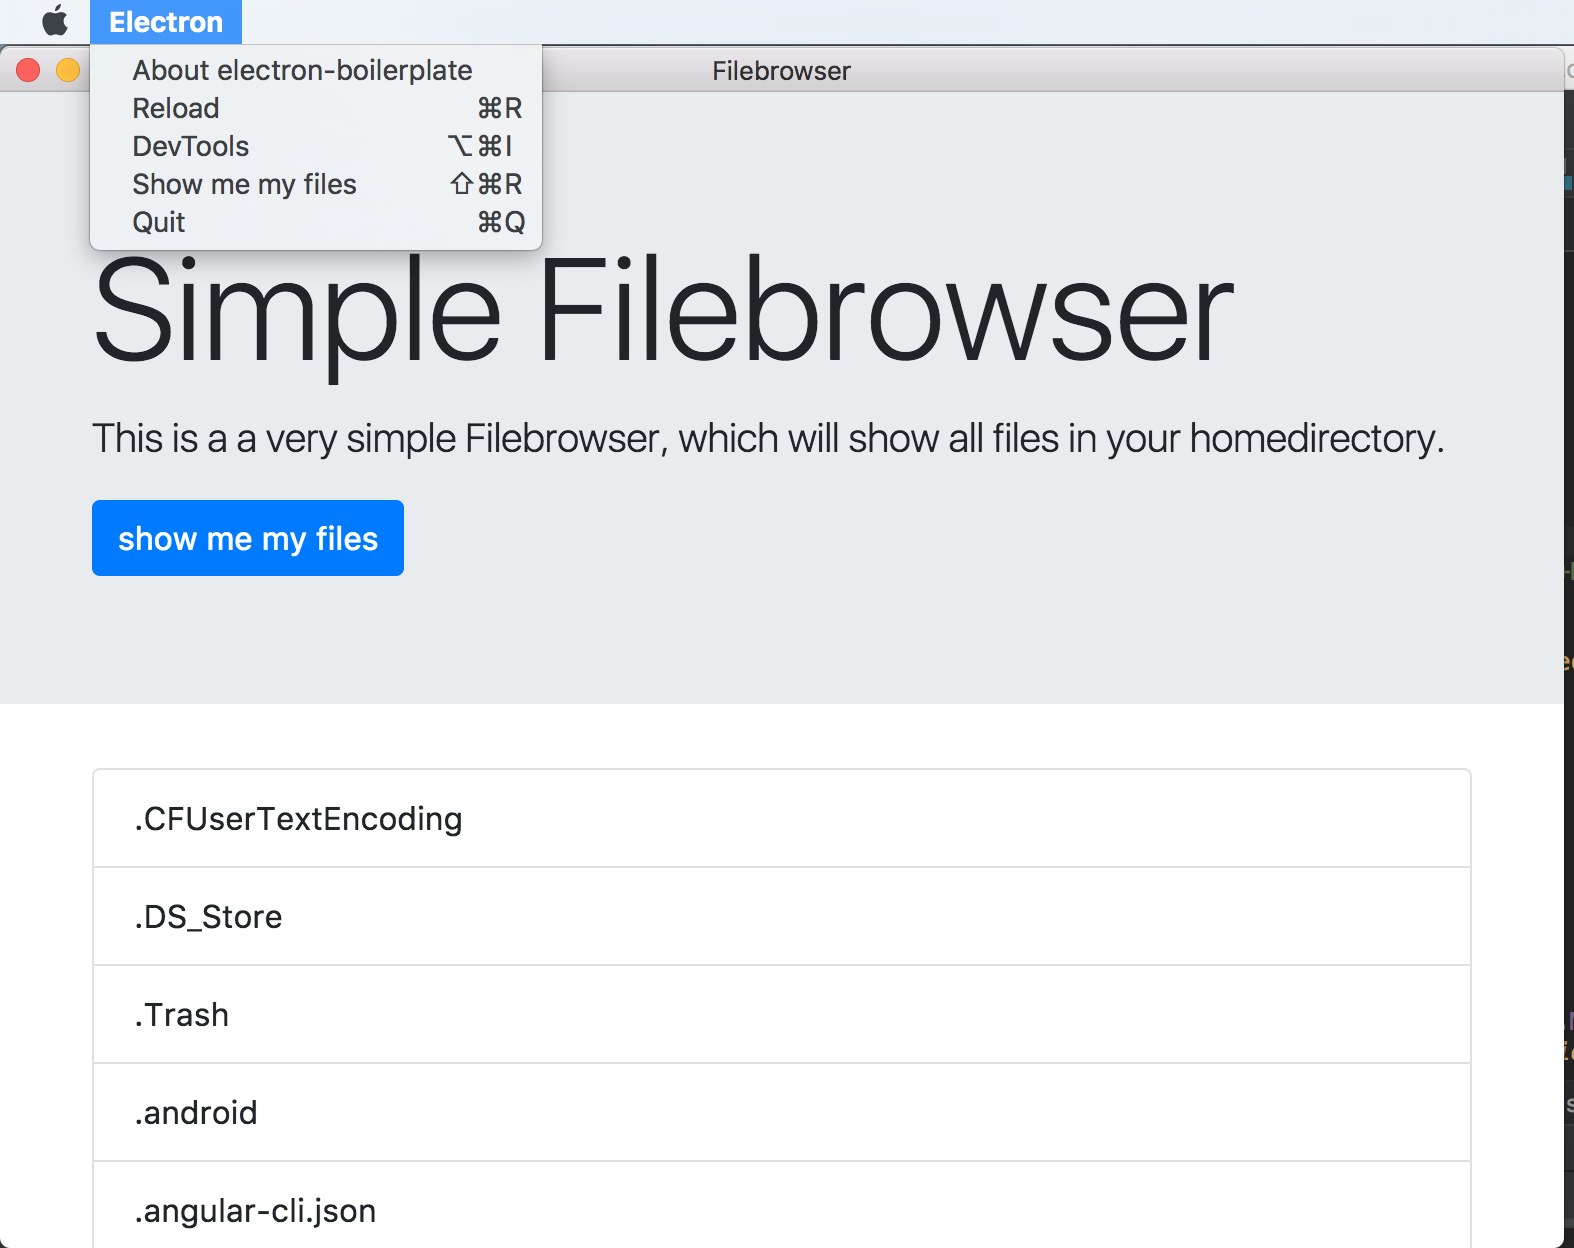 Electron
Filebrowser
About electron-boilerplate
Reload ⌘R
DevTools ⌥⌘I
Show me my files ⇧⌘R
Quit ⌘Q
Simple Filebrowser
This is a a very simple Filebrowser, which will show all files in your homedirectory.
show me my files
.CFUserTextEncoding
.DS_Store
.Trash
.android
.angular-cli.json